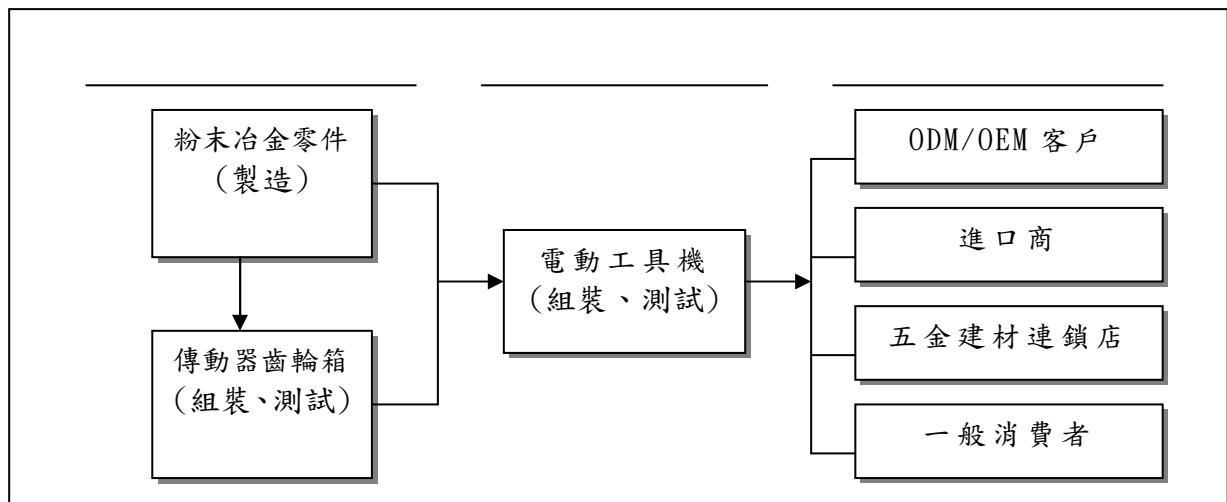 粉末冶金零件
(製造)
傳動器齒輪箱
(組裝、測試)
電動工具機
(組裝、測試)
ODM/OEM 客戶
進口商
五金建材連鎖店
一般消費者